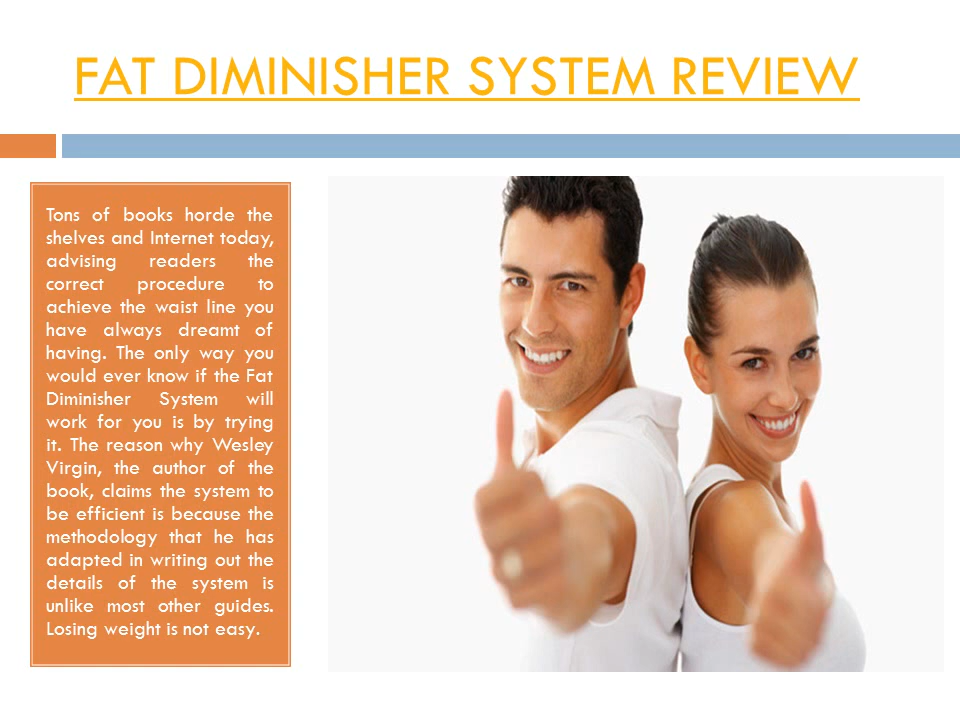 FAT DIMINISHER SYSTEM REVIEW
Tons of books horde the
shelves and Internet today,
advising readers the
correct procedure to
achieve the waist line you
have always dreamt of
having. The only way you
would ever know if the Fat
Diminisher System will
work for you is by trying
it. The reason why Wesley
Virgin, the author of the
book, claims the system to
be efficient is because the
methodology that he has
adapted in writing out the
details of the system is
unlike most other guides.
Losing weight is not easy.